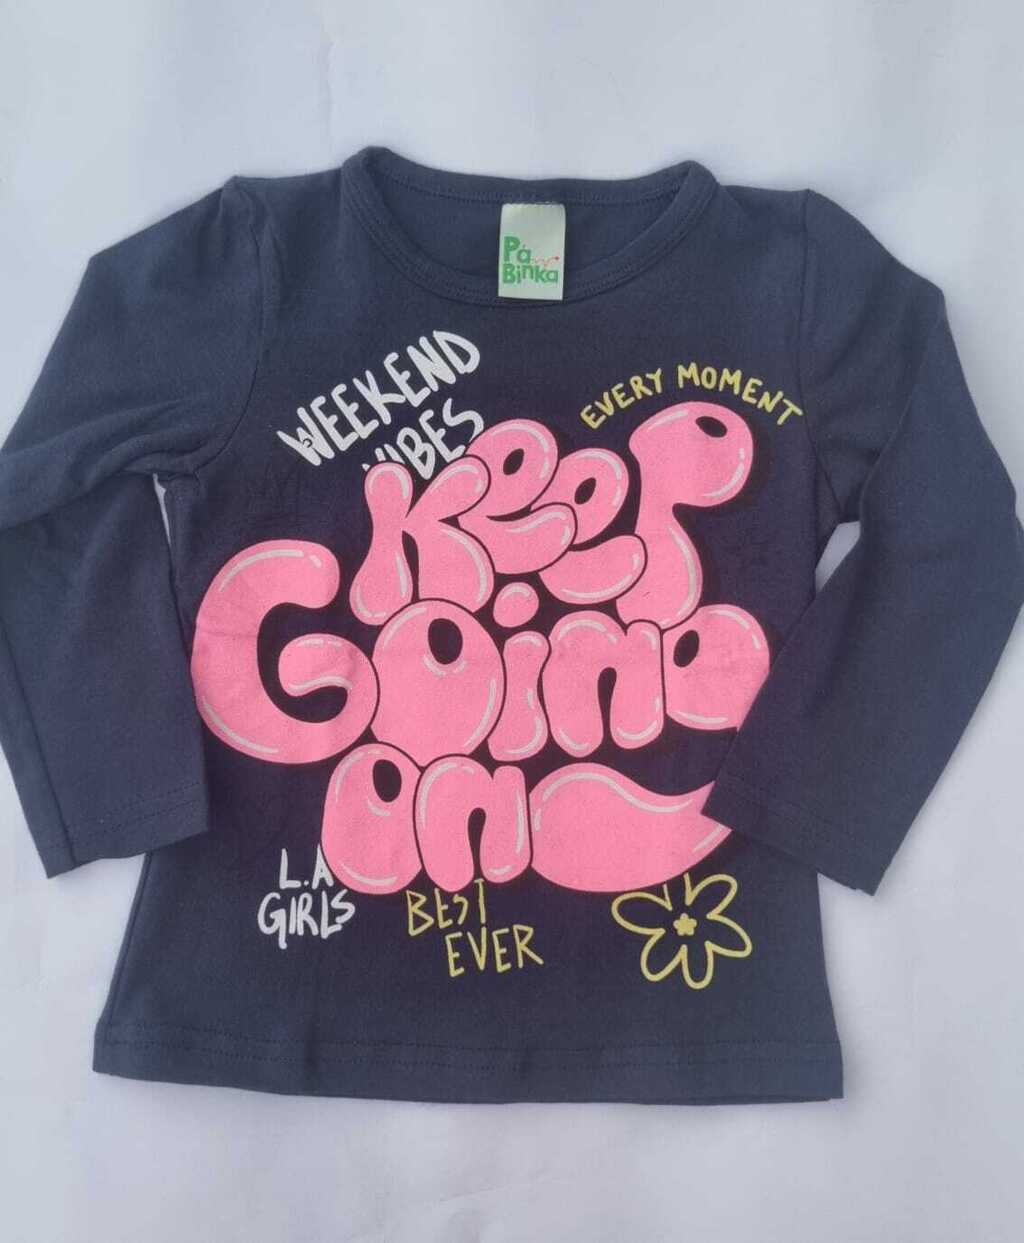 Pá
Binka
WEEKEND
VIBES
EVERY MOMENT
Keep
Going
on
L.A
GIRLS
BEST
EVER